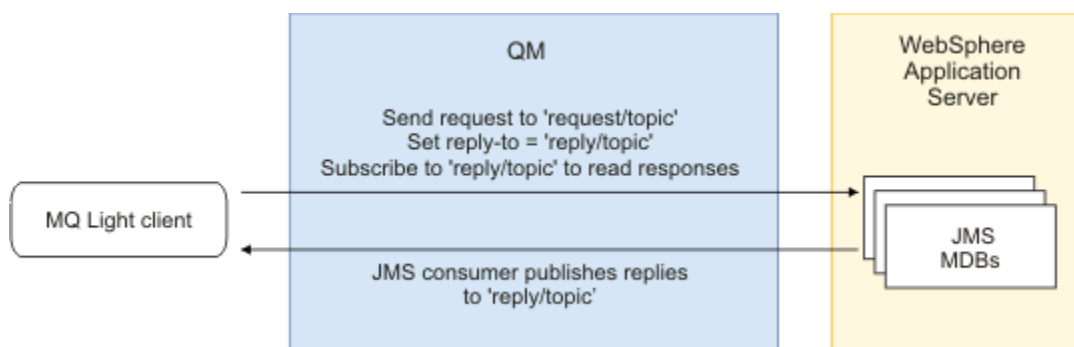 QM
WebSphere
Application
Server
Send request to 'request/topic'
Set reply-to = 'reply/topic'
Subscribe to 'reply/topic' to read responses
MQ Light client
JMS
MDBs
JMS consumer publishes replies
to 'reply/topic'